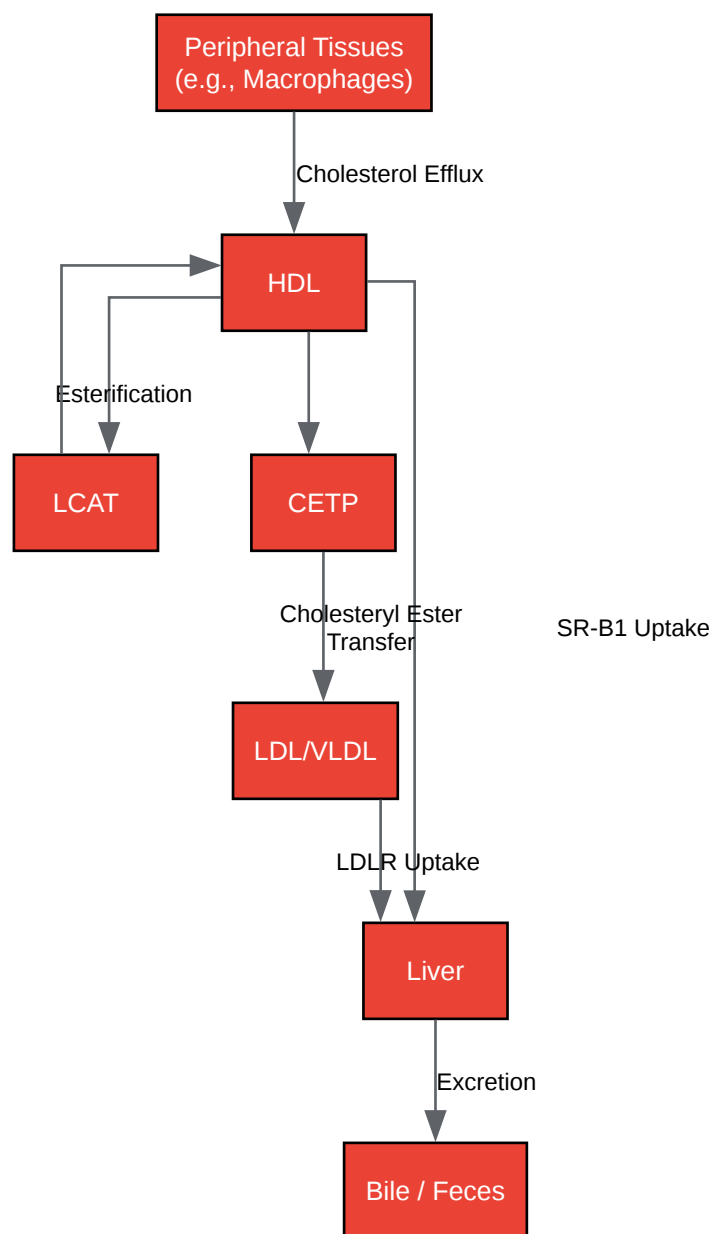 Peripheral Tissues
(e.g., Macrophages)
Cholesterol Efflux
HDL
Esterification
LCAT
CETP
Cholesteryl Ester
Transfer
SR-B1 Uptake
LDL/VLDL
LDLR Uptake
Liver
Excretion
Bile / Feces